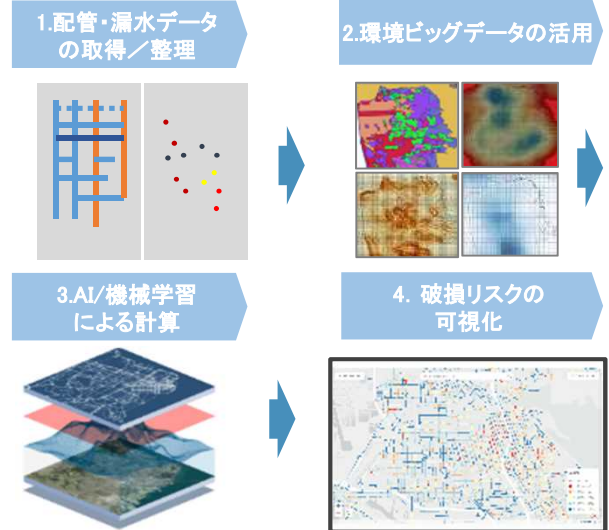 1.配管・漏水データ
の取得／整理
2.環境ビッグデータの活用
3.AI/機械学習
による計算
4. 破損リスクの
可視化